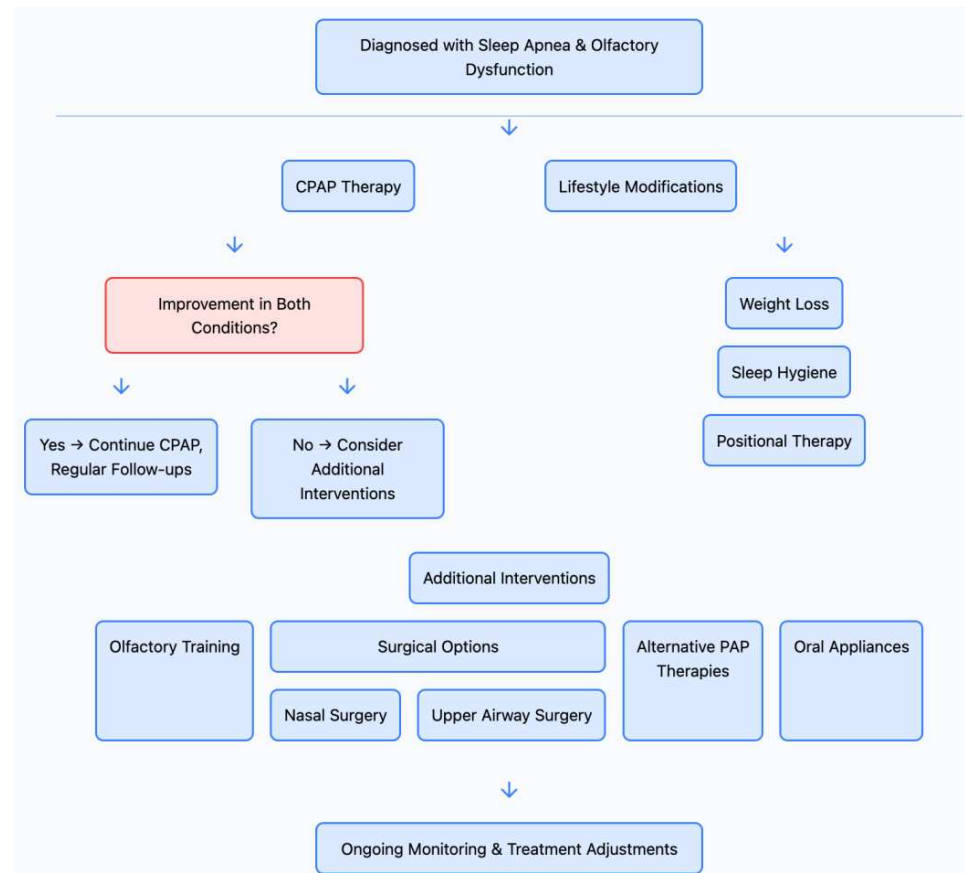 Diagnosed with Sleep Apnea & Olfactory
Dysfunction
CPAP Therapy
Lifestyle Modifications
Improvement in Both
Conditions?
Weight Loss
Sleep Hygiene
Positional Therapy
Yes → Continue CPAP,
Regular Follow-ups
No → Consider
Additional
Interventions
Additional Interventions
Olfactory Training
Surgical Options
Nasal Surgery
Upper Airway Surgery
Alternative PAP
Therapies
Oral Appliances
Ongoing Monitoring & Treatment Adjustments